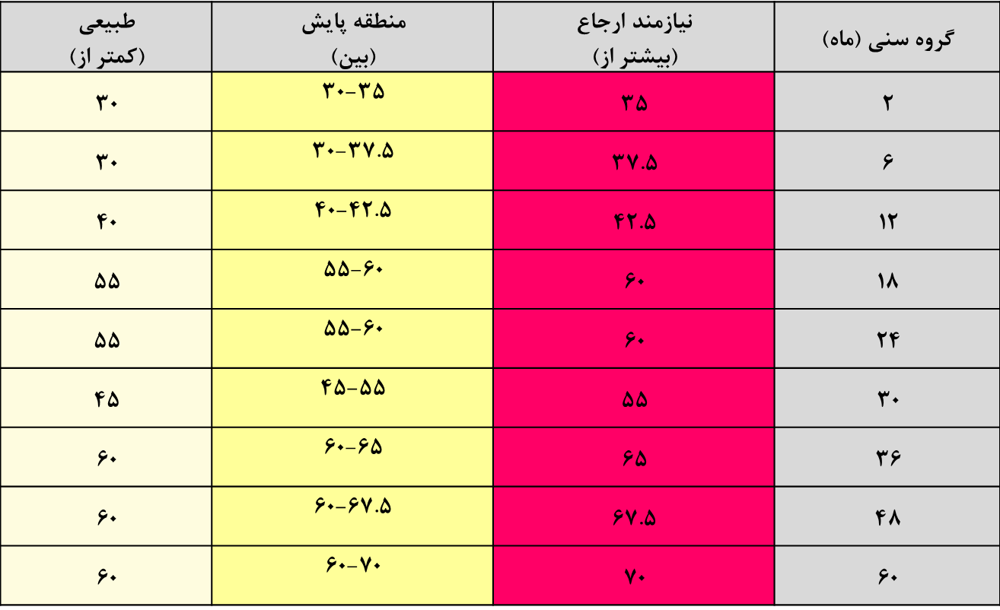 گروه سنی (ماه)
نیازمند ارجاع
(بیشتر از)
منطقه پایش
(بین)
طبیعی
(کمتر از)
۲ ۳۵ ۳۰-۳۵ ۳۰
۶ ۳۷.۵ ۳۰-۳۷.۵ ۳۰
۱۲ ۴۲.۵ ۴۰-۴۲.۵ ۴۰
۱۸ ۶۰ ۵۵-۶۰ ۵۵
۲۴ ۶۰ ۵۵-۶۰ ۵۵
۳۰ ۵۵ ۴۵-۵۵ ۴۵
۳۶ ۶۵ ۶۰-۶۵ ۶۰
۴۸ ۶۷.۵ ۶۰-۶۷.۵ ۶۰
۶۰ ۷۰ ۶۰-۷۰ ۶۰